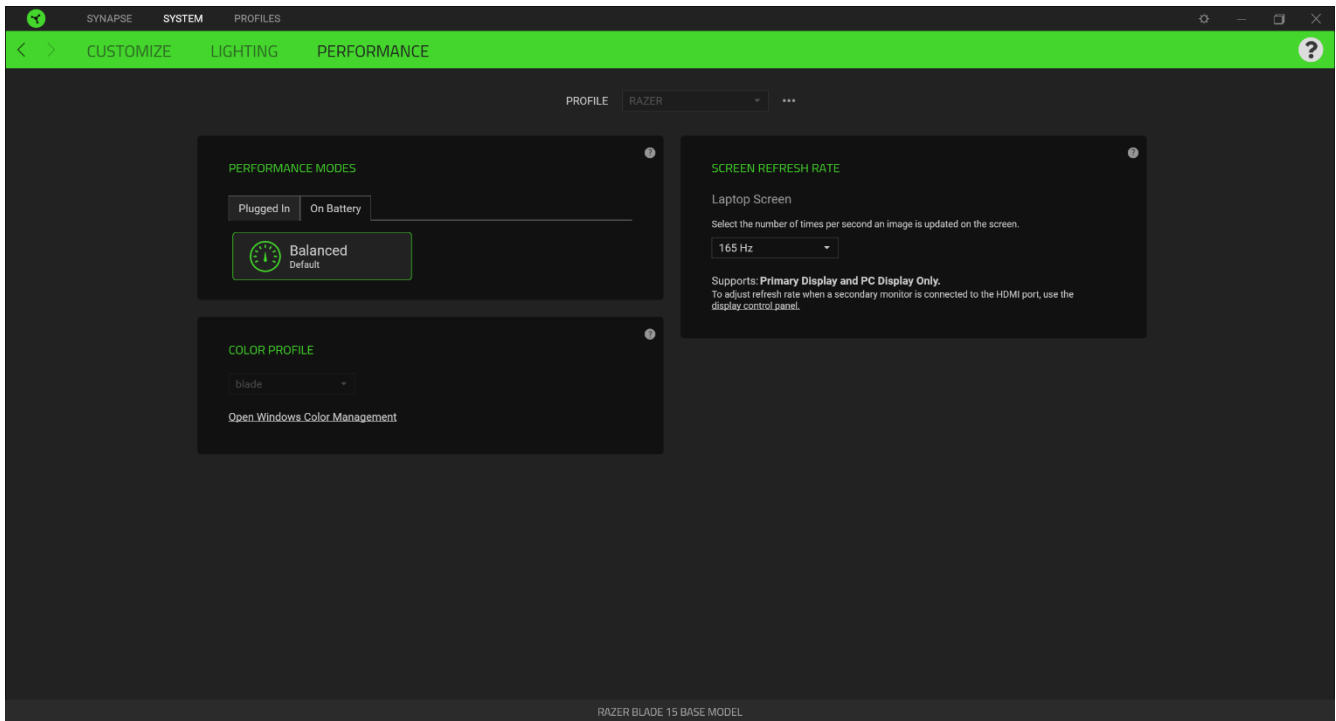 SYNAPSE SYSTEM PROFILES
CUSTOMIZE LIGHTING PERFORMANCE
?
PROFILE RAZER
PERFORMANCE MODES
?
Plugged In On Battery
Balanced
Default
COLOR PROFILE
?
blade
Open Windows Color Management
SCREEN REFRESH RATE
?
Laptop Screen
Select the number of times per second an image is updated on the screen.
165 Hz
Supports: Primary Display and PC Display Only.
To adjust refresh rate when a secondary monitor is connected to the HDMI port, use the
display control panel.
RAZER BLADE 15 BASE MODEL